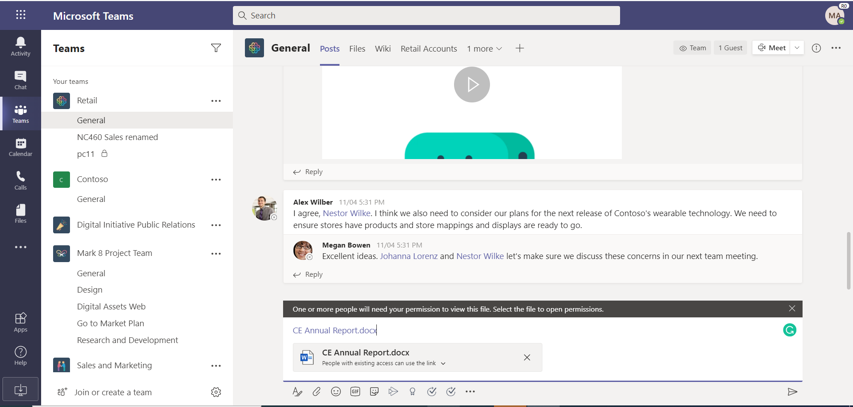 Microsoft Teams
Search
MA
Activity
Chat
Teams
Calendar
Calls
Files
Apps
Help
Teams
Your teams
Retail
General
NC460 Sales renamed
pc11
C
Contoso
General
Digital Initiative Public Relations
Mark 8 Project Team
General
Design
Digital Assets Web
Go to Market Plan
Research and Development
Sales and Marketing
Join or create a team
General
Posts Files Wiki Retail Accounts 1 more
Team
1 Guest
Meet
Reply
Alex Wilber 11/04 5:31 PM
I agree, Nestor Wilke. I think we also need to consider our plans for the next release of Contoso's wearable technology. We need to
ensure stores have products and store mappings and displays are ready to go.
Megan Bowen 11/04 5:31 PM
Excellent ideas. Johanna Lorenz and Nestor Wilke let's make sure we discuss these concerns in our next team meeting.
Reply
One or more people will need your permission to view this file. Select the file to open permissions.
CE Annual Report.docx
CE Annual Report.docx
People with existing access can use the link
GIF